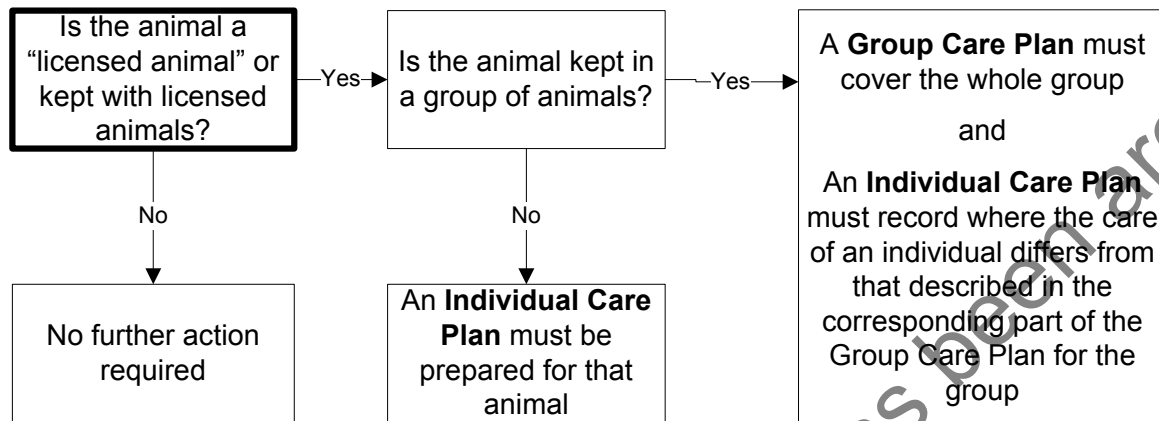 Is the animal a
“licensed animal” or
kept with licensed
animals?
Yes
Is the animal kept in
a group of animals?
Yes
A Group Care Plan must
cover the whole group
and
An Individual Care Plan
must record where the care
of an individual differs from
that described in the
corresponding part of the
Group Care Plan for the
group
No
No
No further action
required
An Individual Care
Plan must be
prepared for that
animal
been